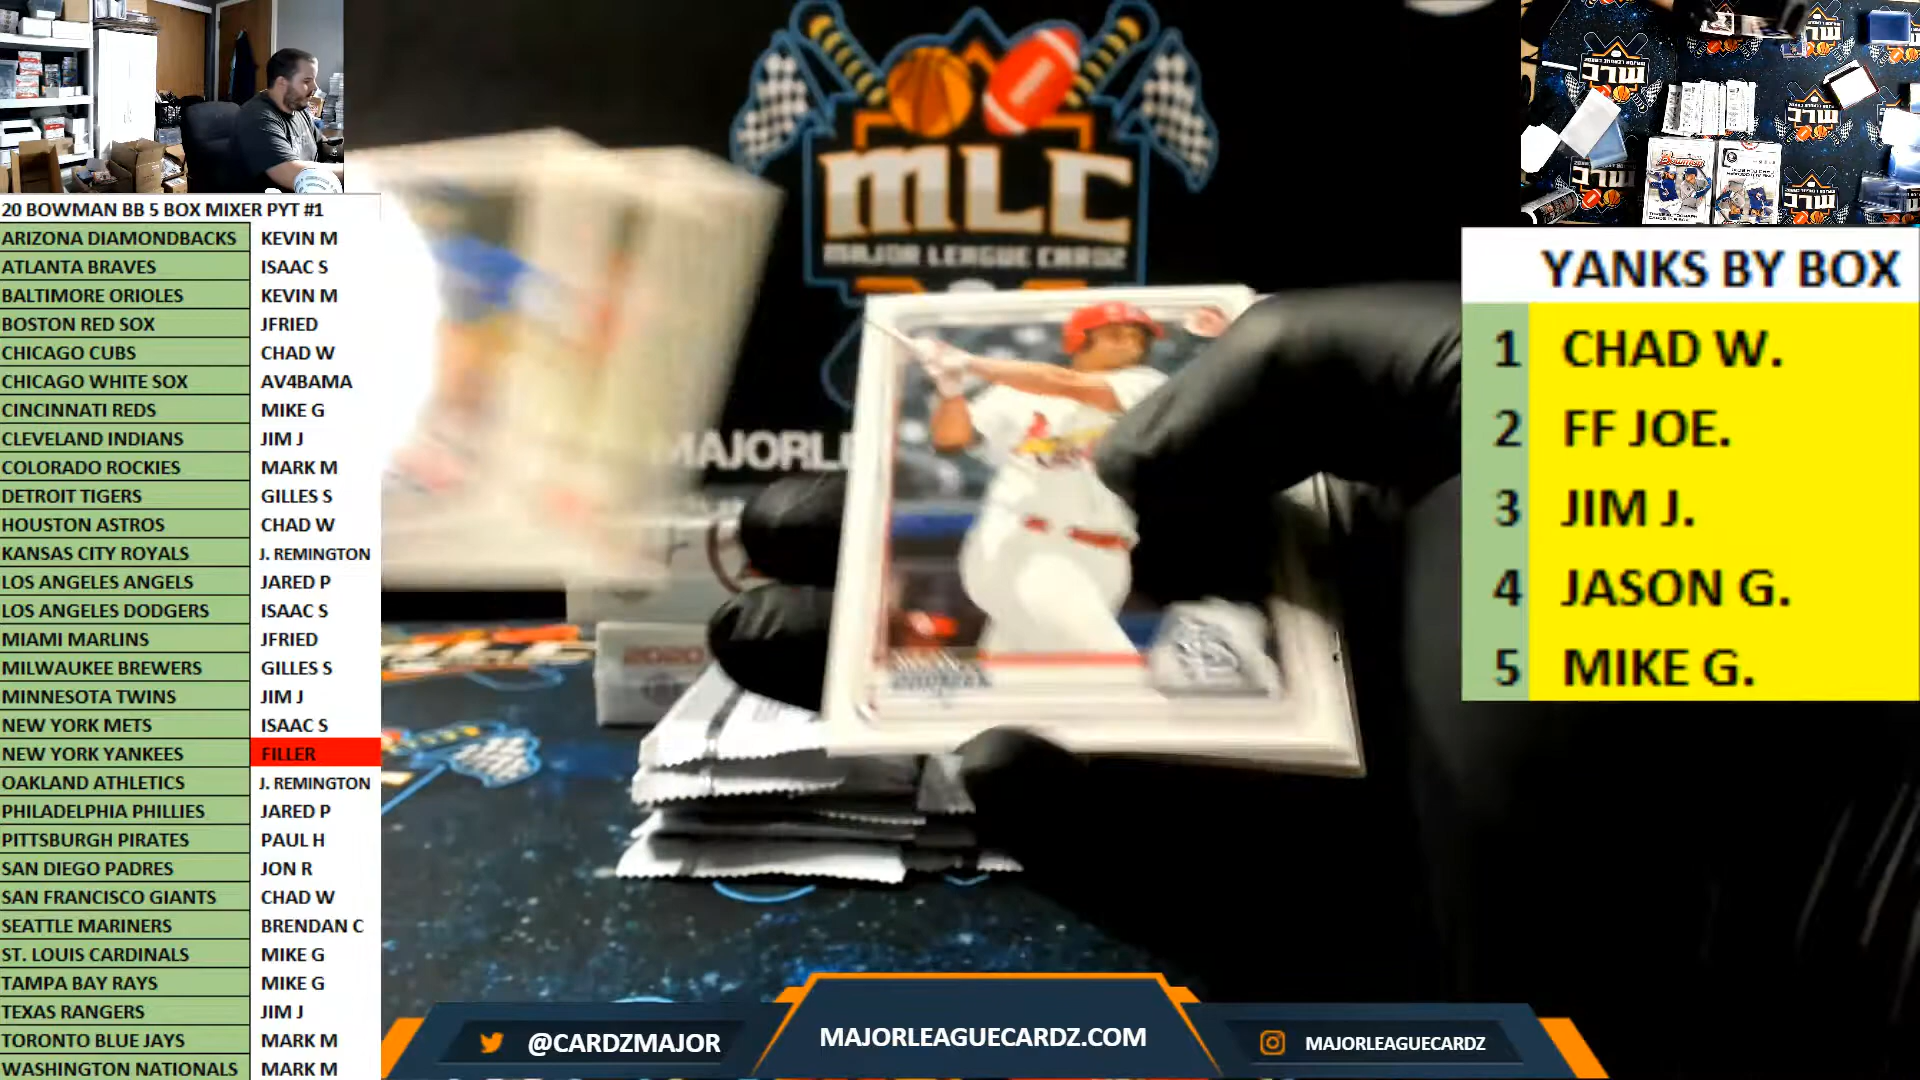 20 BOWMAN BB 5 BOX MIXER PYT #1
ARIZONA DIAMONDBACKS KEVIN M
ATLANTA BRAVES ISAAC S
BALTIMORE ORIOLES KEVIN M
BOSTON RED SOX JFRIED
CHICAGO CUBS CHAD W
CHICAGO WHITE SOX AV4BAMA
CINCINNATI REDS MIKE G
CLEVELAND INDIANS JIM J
COLORADO ROCKIES MARK M
DETROIT TIGERS GILLES S
HOUSTON ASTROS CHAD W
KANSAS CITY ROYALS J. REMINGTON
LOS ANGELES ANGELS JARED P
LOS ANGELES DODGERS ISAAC S
MIAMI MARLINS JFRIED
MILWAUKEE BREWERS GILLES S
MINNESOTA TWINS JIM J
NEW YORK METS ISAAC S
NEW YORK YANKEES FILLER
OAKLAND ATHLETICS J. REMINGTON
PHILADELPHIA PHILLIES JARED P
PITTSBURGH PIRATES PAUL H
SAN DIEGO PADRES JON R
SAN FRANCISCO GIANTS CHAD W
SEATTLE MARINERS BRENDAN C
ST. LOUIS CARDINALS MIKE G
TAMPA BAY RAYS MIKE G
TEXAS RANGERS JIM J
TORONTO BLUE JAYS MARK M
WASHINGTON NATIONALS MARK M
MLC
MAJOR LEAGUE CARDZ
MAJORLE
2020
YANKS BY BOX
1 CHAD W.
2 FF JOE.
3 JIM J.
4 JASON G.
5 MIKE G.
Bowman
@CARDZMAJOR
MAJORLEAGUECARDZ.COM
MAJORLEAGUECARDZ